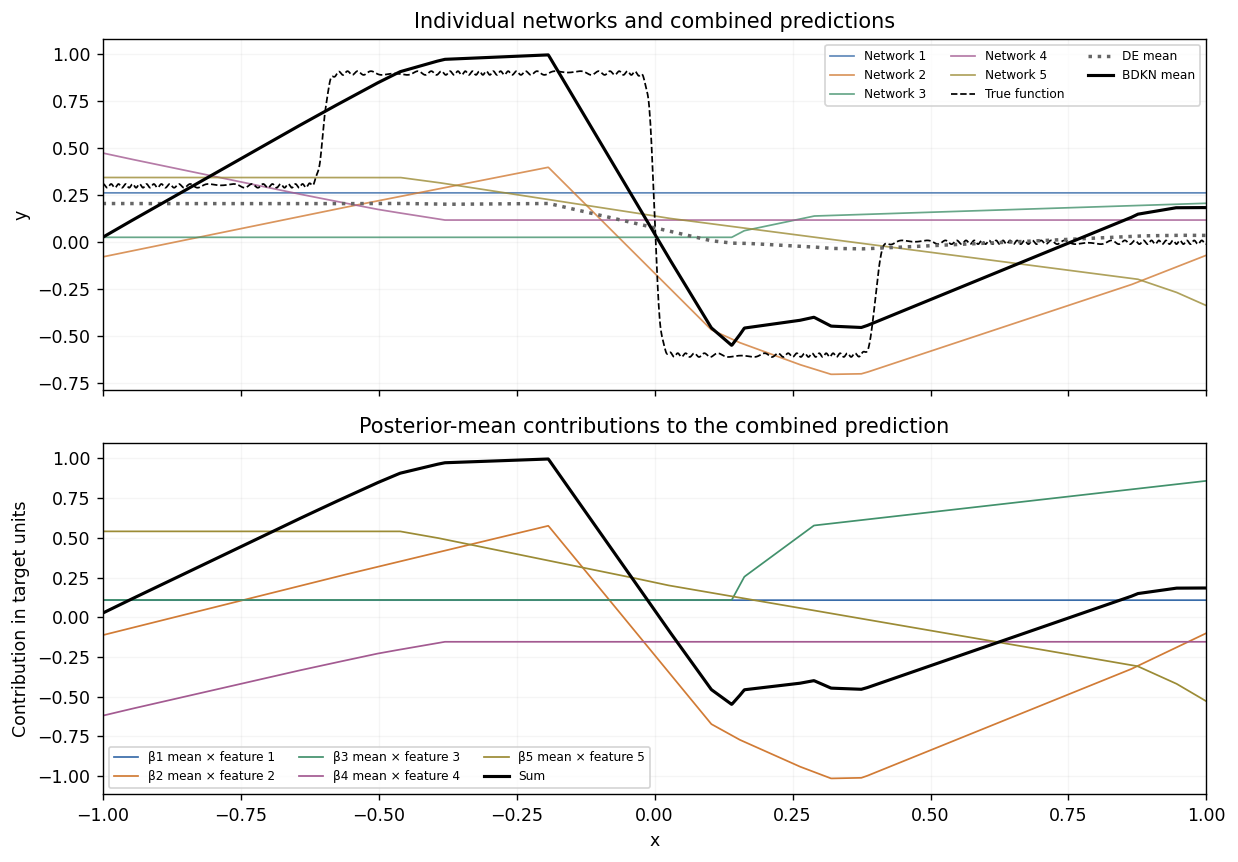 Individual networks and combined predictions
1.00
0.75
0.50
0.25
0.00
−0.25
−0.50
−0.75
y
Network 1
Network 2
Network 3
Network 4
Network 5
True function
DE mean
BDKN mean
Posterior-mean contributions to the combined prediction
1.00
0.75
0.50
0.25
0.00
−0.25
−0.50
−0.75
−1.00
Contribution in target units
β1 mean × feature 1
β2 mean × feature 2
β3 mean × feature 3
β4 mean × feature 4
β5 mean × feature 5
Sum
−1.00 −0.75 −0.50 −0.25 0.00 0.25 0.50 0.75 1.00
x